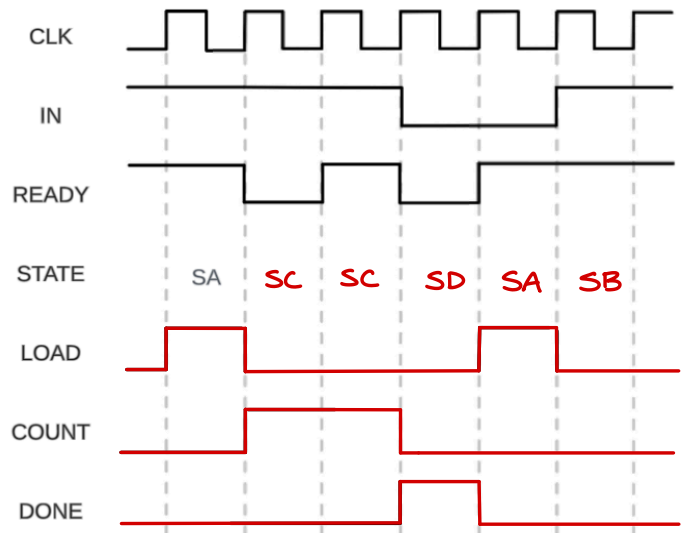 CLK
IN
READY
STATE SA SC SC SD SA SB
LOAD
COUNT
DONE